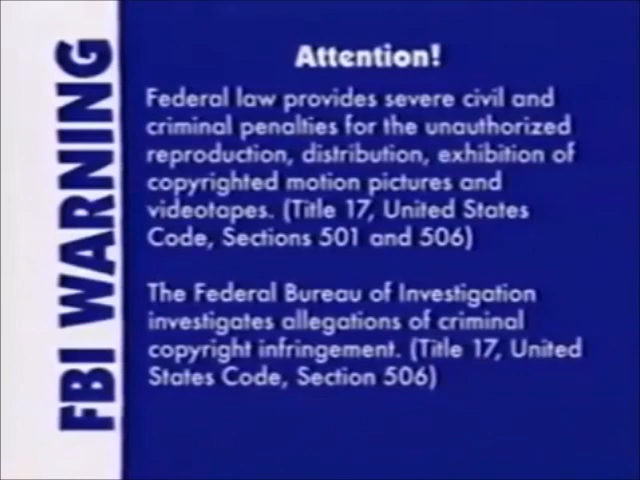 FBI WARNING
Attention!
Federal law provides severe civil and
criminal penalties for the unauthorized
reproduction, distribution, exhibition of
copyrighted motion pictures and
videotapes. (Title 17, United States
Code, Sections 501 and 506)
The Federal Bureau of Investigation
investigates allegations of criminal
copyright infringement. (Title 17, United
States Code, Section 506)